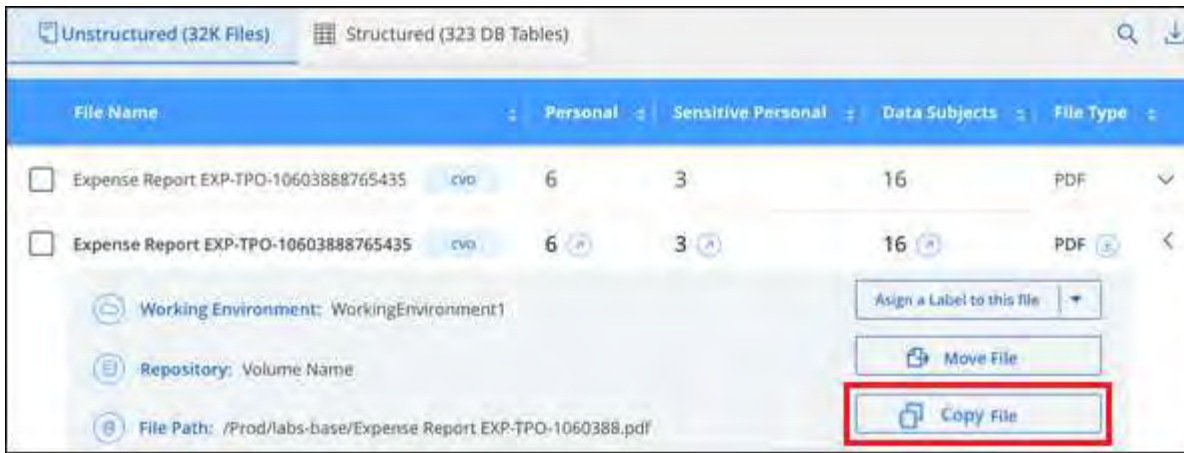 Unstructured (32K Files) Structured (323 DB Tables)
File Name Personal Sensitive Personal Data Subjects File Type
Expense Report EXP-TPO-10603888765435 CVO 6 3 16 PDF
Expense Report EXP-TPO-10603888765435 CVO 6 3 16 PDF
Working Environment: WorkingEnvironment1
Asign a Label to this file
Repository: Volume Name
Move File
File Path: /Prod/labs-base/Expense Report EXP-TPO-1060388.pdf
Copy File